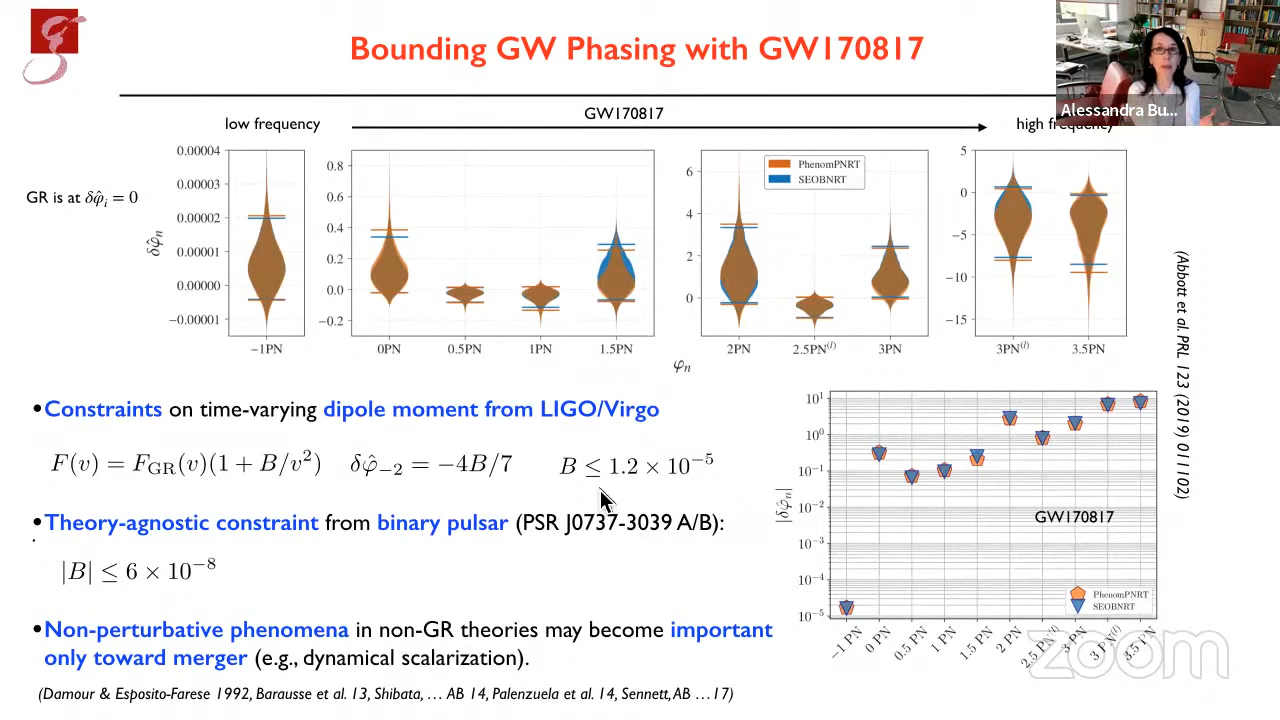 Bounding GW Phasing with GW170817
Alessandra Bu...
low frequency
GW170817
high frequency
GR is at δφ̂ᵢ = 0
δφ̂ₙ
0.00004
0.00003
0.00002
0.00001
0.00000
−0.00001
−1PN
0.8
0.6
0.4
0.2
0.0
−0.2
0PN
0.5PN
1PN
1.5PN
PhenomPNRT
SEOBNRT
6
4
2
0
2PN
2.5PN⁽ˡ⁾
3PN
5
0
−5
−10
−15
3PN⁽ˡ⁾
3.5PN
φₙ
(Abbott et al. PRL 123 (2019) 011102)
•Constraints on time-varying dipole moment from LIGO/Virgo
F(v) = F_GR(v)(1 + B/v²) δφ̂₋₂ = −4B/7 B ≤ 1.2 × 10⁻⁵
•Theory-agnostic constraint from binary pulsar (PSR J0737-3039 A/B):
|B| ≤ 6 × 10⁻⁸
•Non-perturbative phenomena in non-GR theories may become important
only toward merger (e.g., dynamical scalarization).
(Damour & Esposito-Farese 1992, Barausse et al. 13, Shibata, … AB 14, Palenzuela et al. 14, Sennett, AB …17)
|δφ̂ₙ|
10¹
10⁰
10⁻¹
10⁻²
10⁻³
10⁻⁴
10⁻⁵
GW170817
PhenomPNRT
SEOBNRT
−1 PN
0 PN
0.5 PN
1 PN
1.5 PN
2 PN
2.5 PN⁽ˡ⁾
3 PN
3 PN⁽ˡ⁾
3.5 PN
zoom